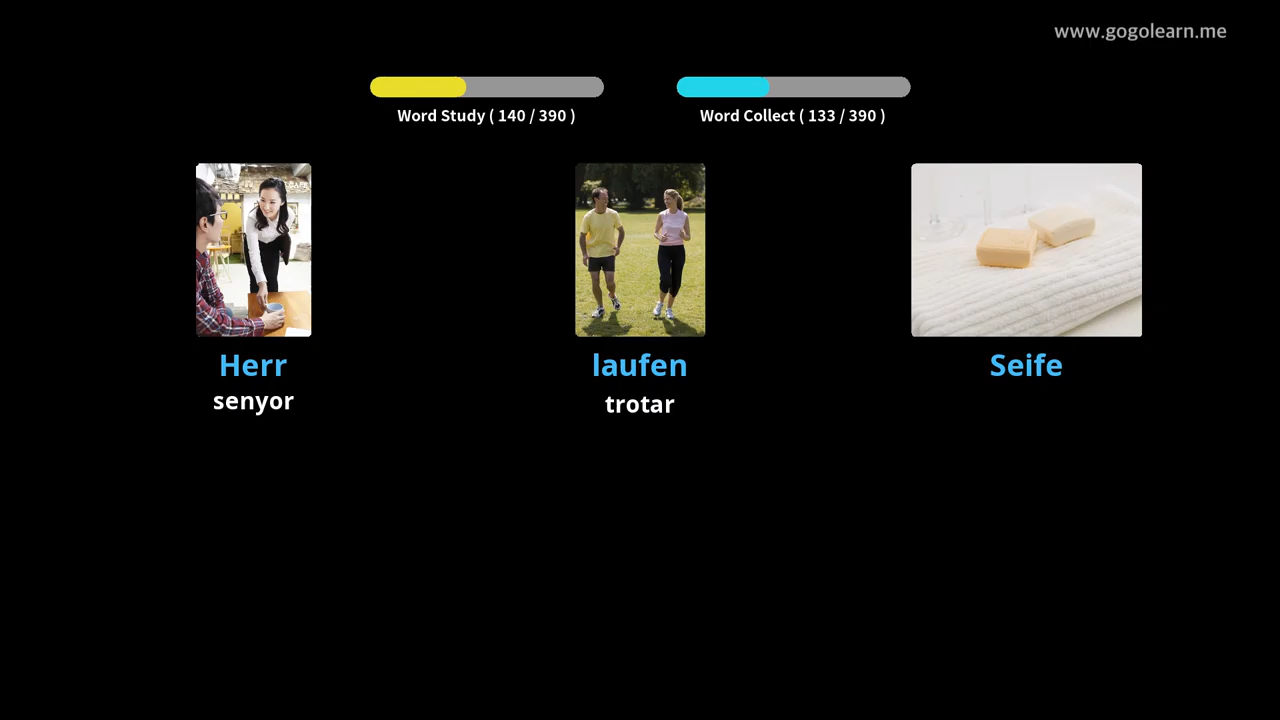 www.gogolearn.me
Word Study ( 140 / 390 )
Word Collect ( 133 / 390 )
Herr
senyor
laufen
trotar
Seife